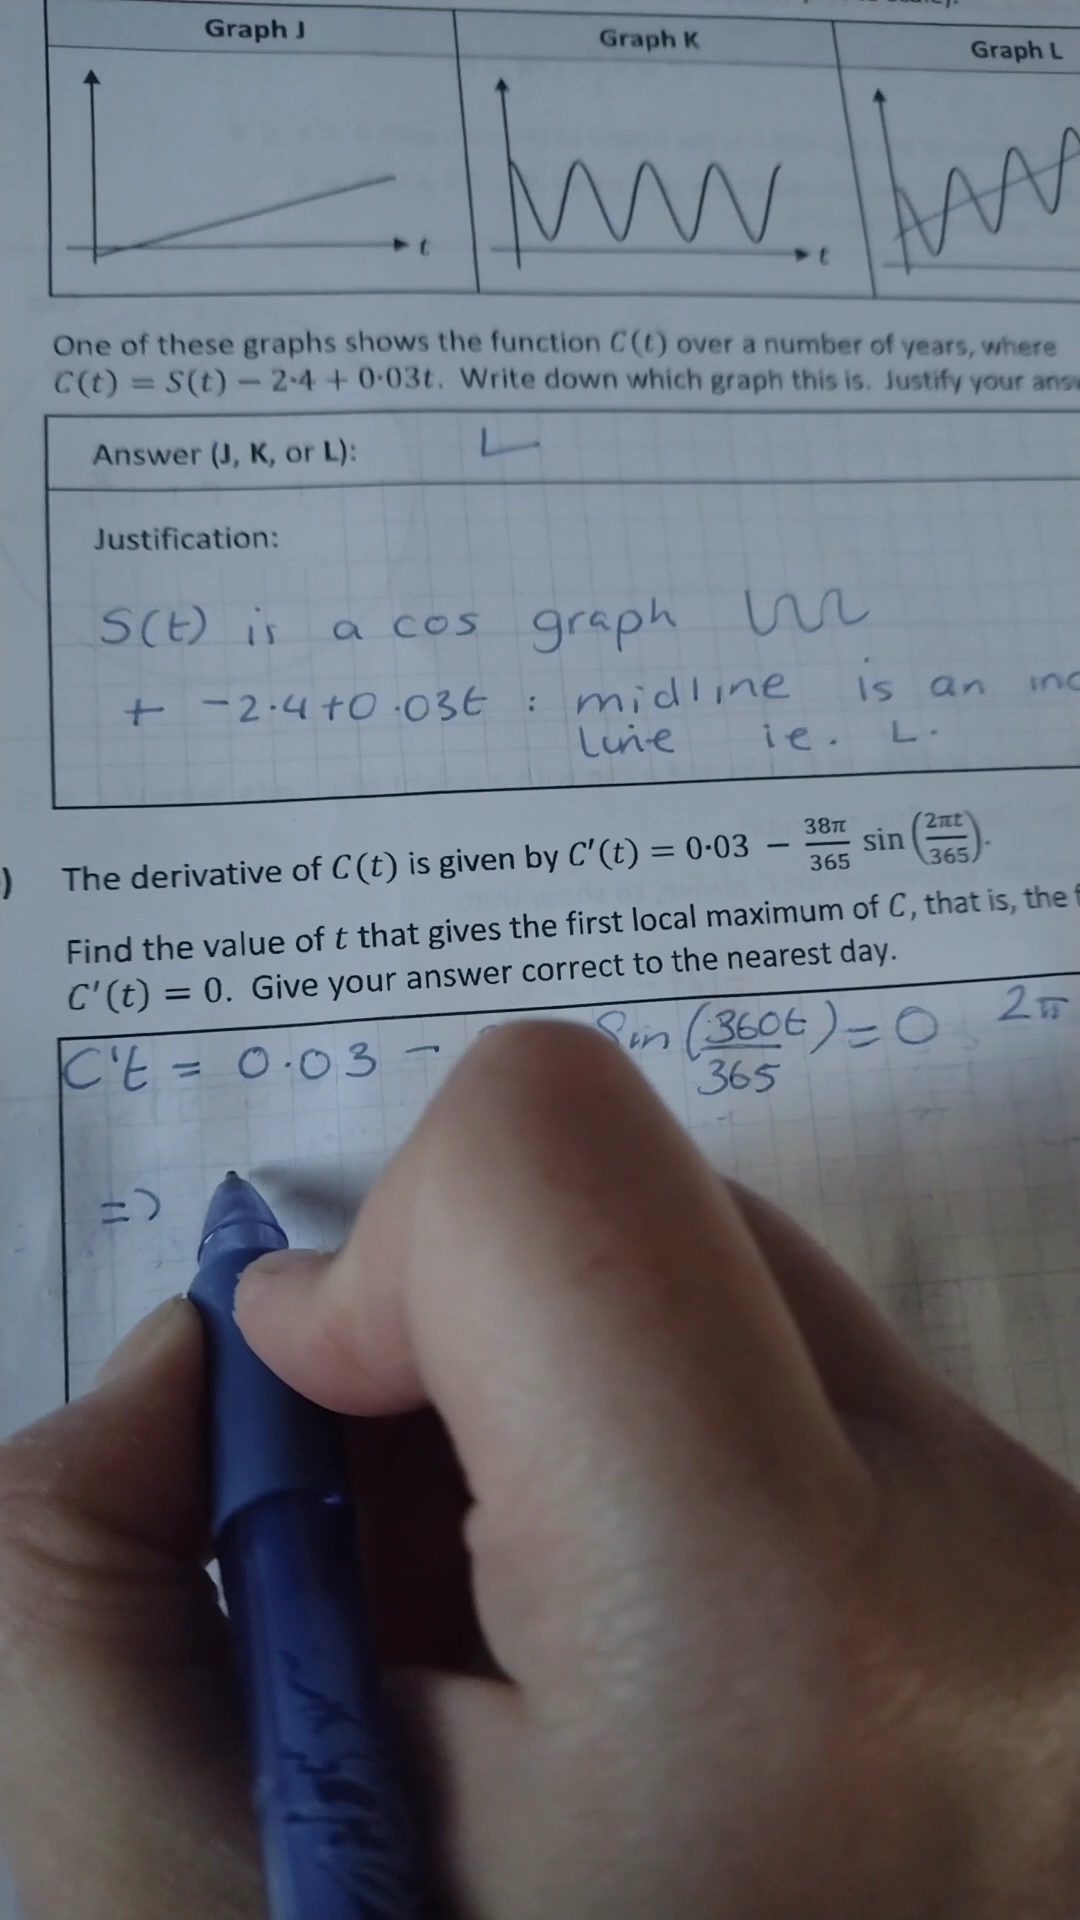 Graph J
Graph K
Graph L
t
t
One of these graphs shows the function C(t) over a number of years, where
C(t) = S(t) − 2·4 + 0·03t. Write down which graph this is. Justify your
Answer (J, K, or L): L
Justification:
S(t) is a cos graph
+ -2.4+0.03t : midline is an
line ie. L.
) The derivative of C(t) is given by C'(t) = 0·03 − 38π/365 sin (2πt/365).
Find the value of t that gives the first local maximum of C, that is, the
C'(t) = 0. Give your answer correct to the nearest day.
C't = 0.03 - Sin (360t/365) = 0 2π
=>